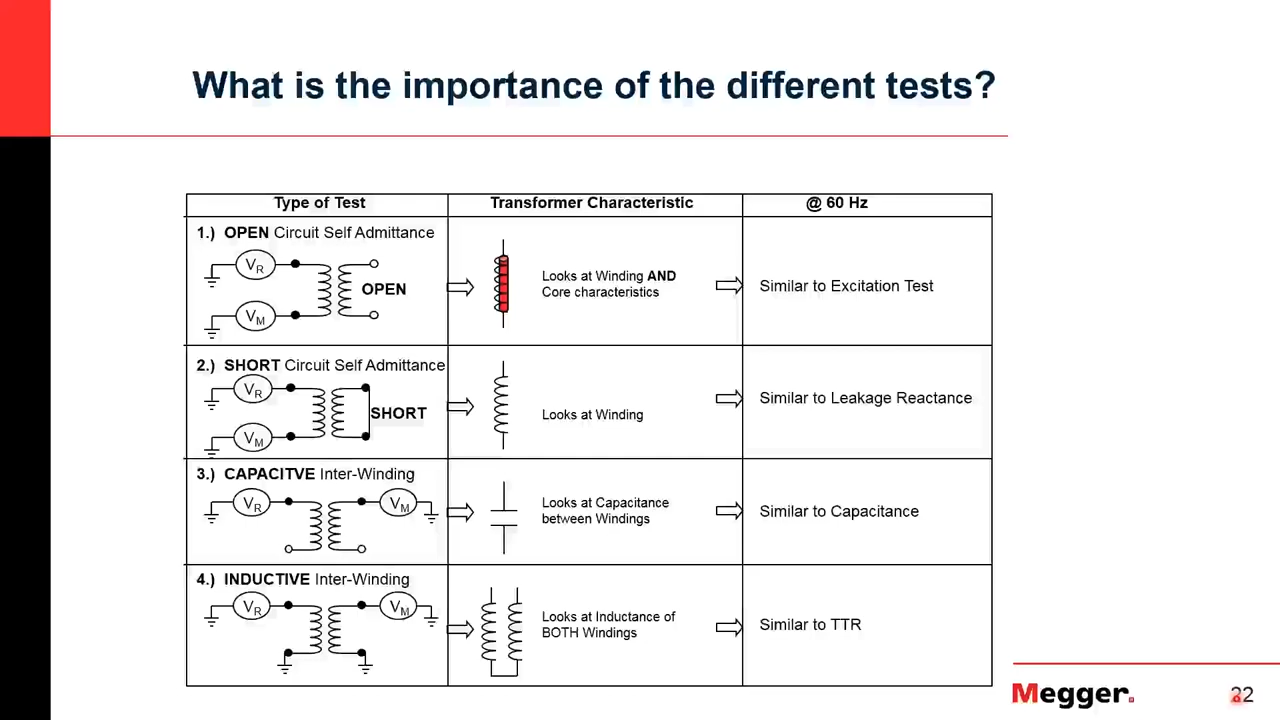 What is the importance of the different tests?
Type of Test
Transformer Characteristic
@ 60 Hz
1.) OPEN Circuit Self Admittance
VR
OPEN
VM
Looks at Winding AND
Core characteristics
Similar to Excitation Test
2.) SHORT Circuit Self Admittance
VR
SHORT
VM
Looks at Winding
Similar to Leakage Reactance
3.) CAPACITVE Inter-Winding
VR
VM
Looks at Capacitance
between Windings
Similar to Capacitance
4.) INDUCTIVE Inter-Winding
VR
VM
Looks at Inductance of
BOTH Windings
Similar to TTR
Megger.